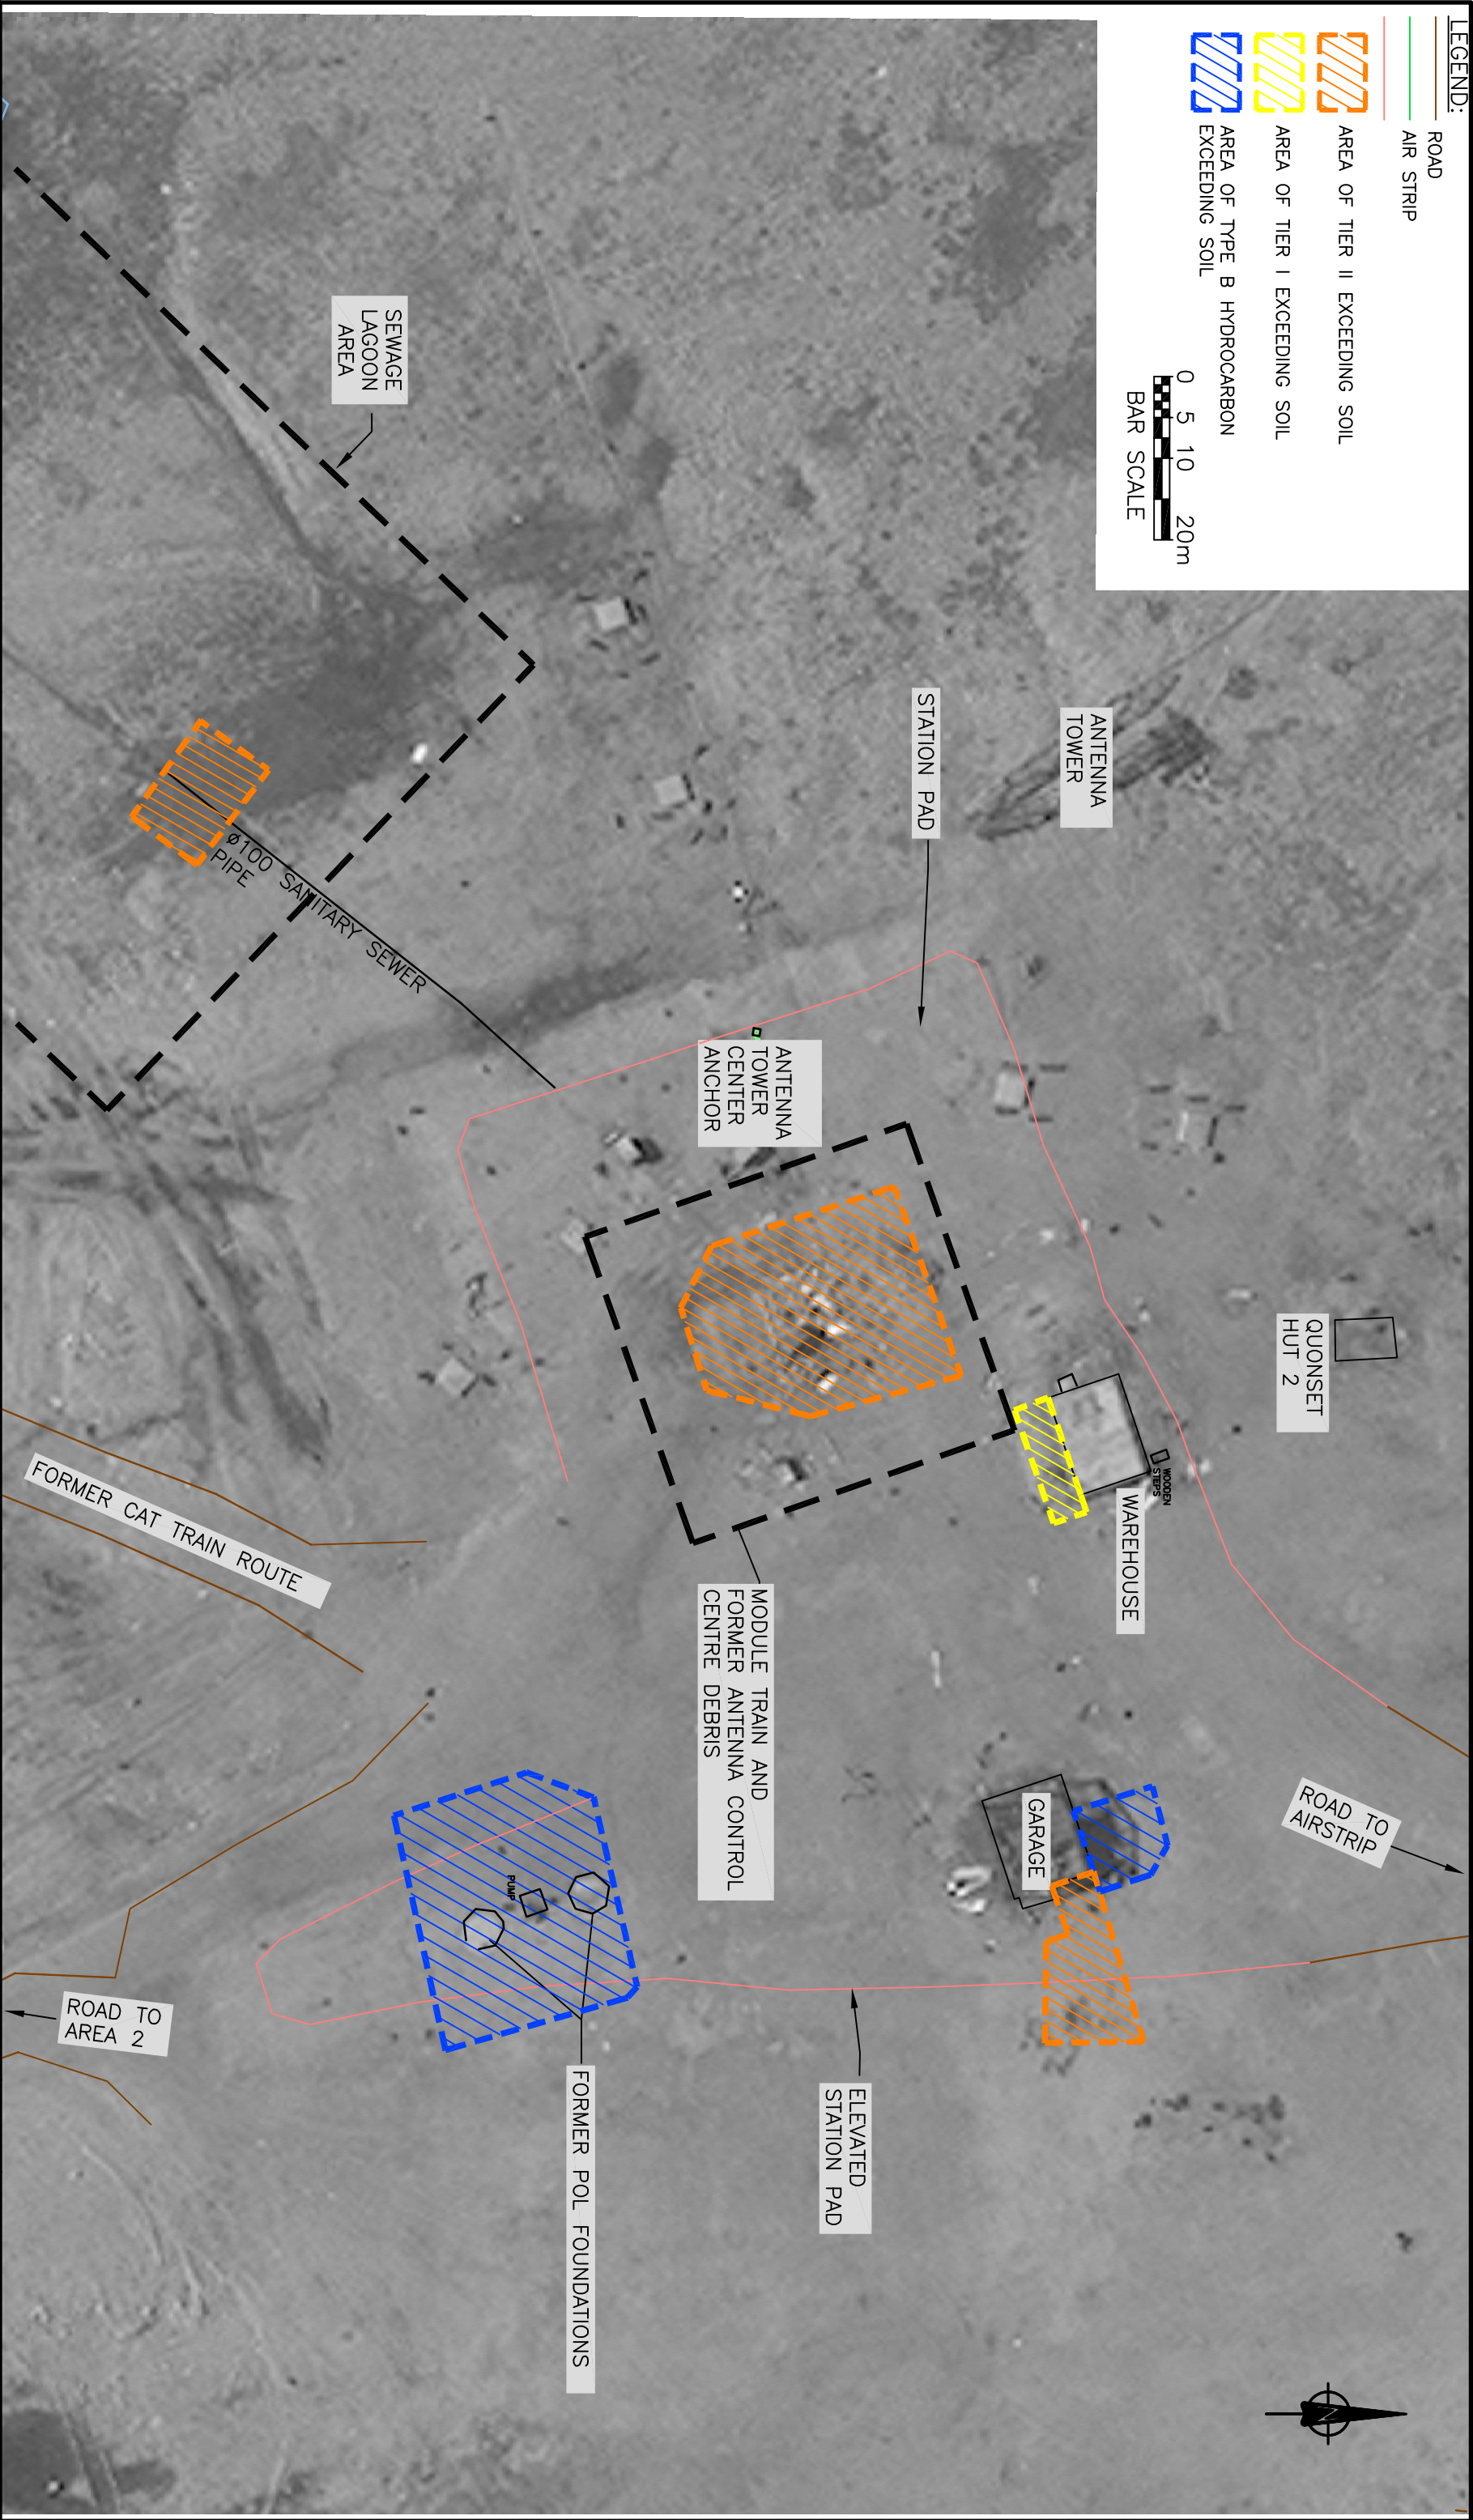 LEGEND:
ROAD
AIR STRIP
AREA OF TIER II EXCEEDING SOIL
AREA OF TIER I EXCEEDING SOIL
AREA OF TYPE B HYDROCARBON
EXCEEDING SOIL
0 5 10 20m
BAR SCALE
SEWAGE
LAGOON
AREA
STATION PAD
ANTENNA
TOWER
ø100 SANITARY SEWER
PIPE
ANTENNA
TOWER
CENTER
ANCHOR
QUONSET
HUT 2
WOODEN
STEPS
WAREHOUSE
FORMER CAT TRAIN ROUTE
MODULE TRAIN AND
FORMER ANTENNA CONTROL
CENTRE DEBRIS
GARAGE
ROAD TO
AIRSTRIP
PUMP
ROAD TO
AREA 2
FORMER POL FOUNDATIONS
ELEVATED
STATION PAD
N